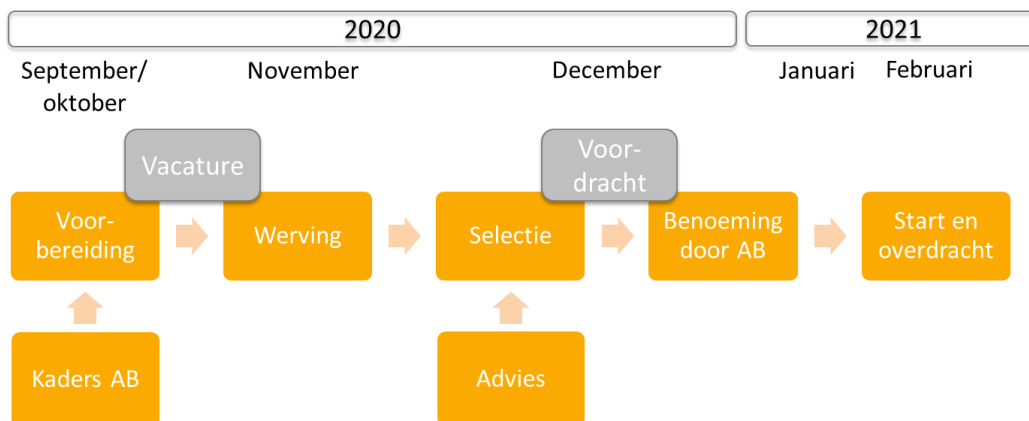 2020
2021
September/
oktober
November
December
Januari
Februari
Vacature
Voor-
dracht
Voor-
bereiding
Werving
Selectie
Benoeming
door AB
Start en
overdracht
Kaders AB
Advies